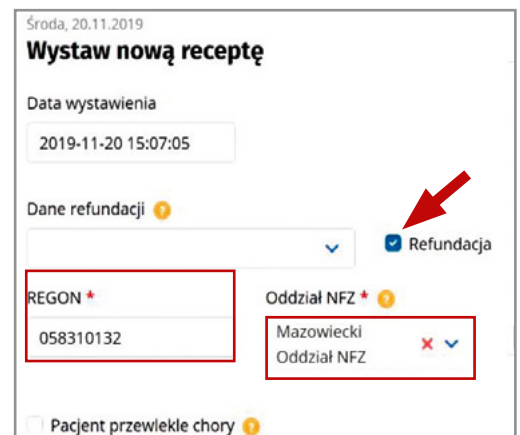 Środa, 20.11.2019
Wystaw nową receptę
Data wystawienia
2019-11-20 15:07:05
Dane refundacji ?
Refundacja
REGON *
Oddział NFZ * ?
058310132
Mazowiecki
Oddział NFZ
Pacjent przewlekle chory ?